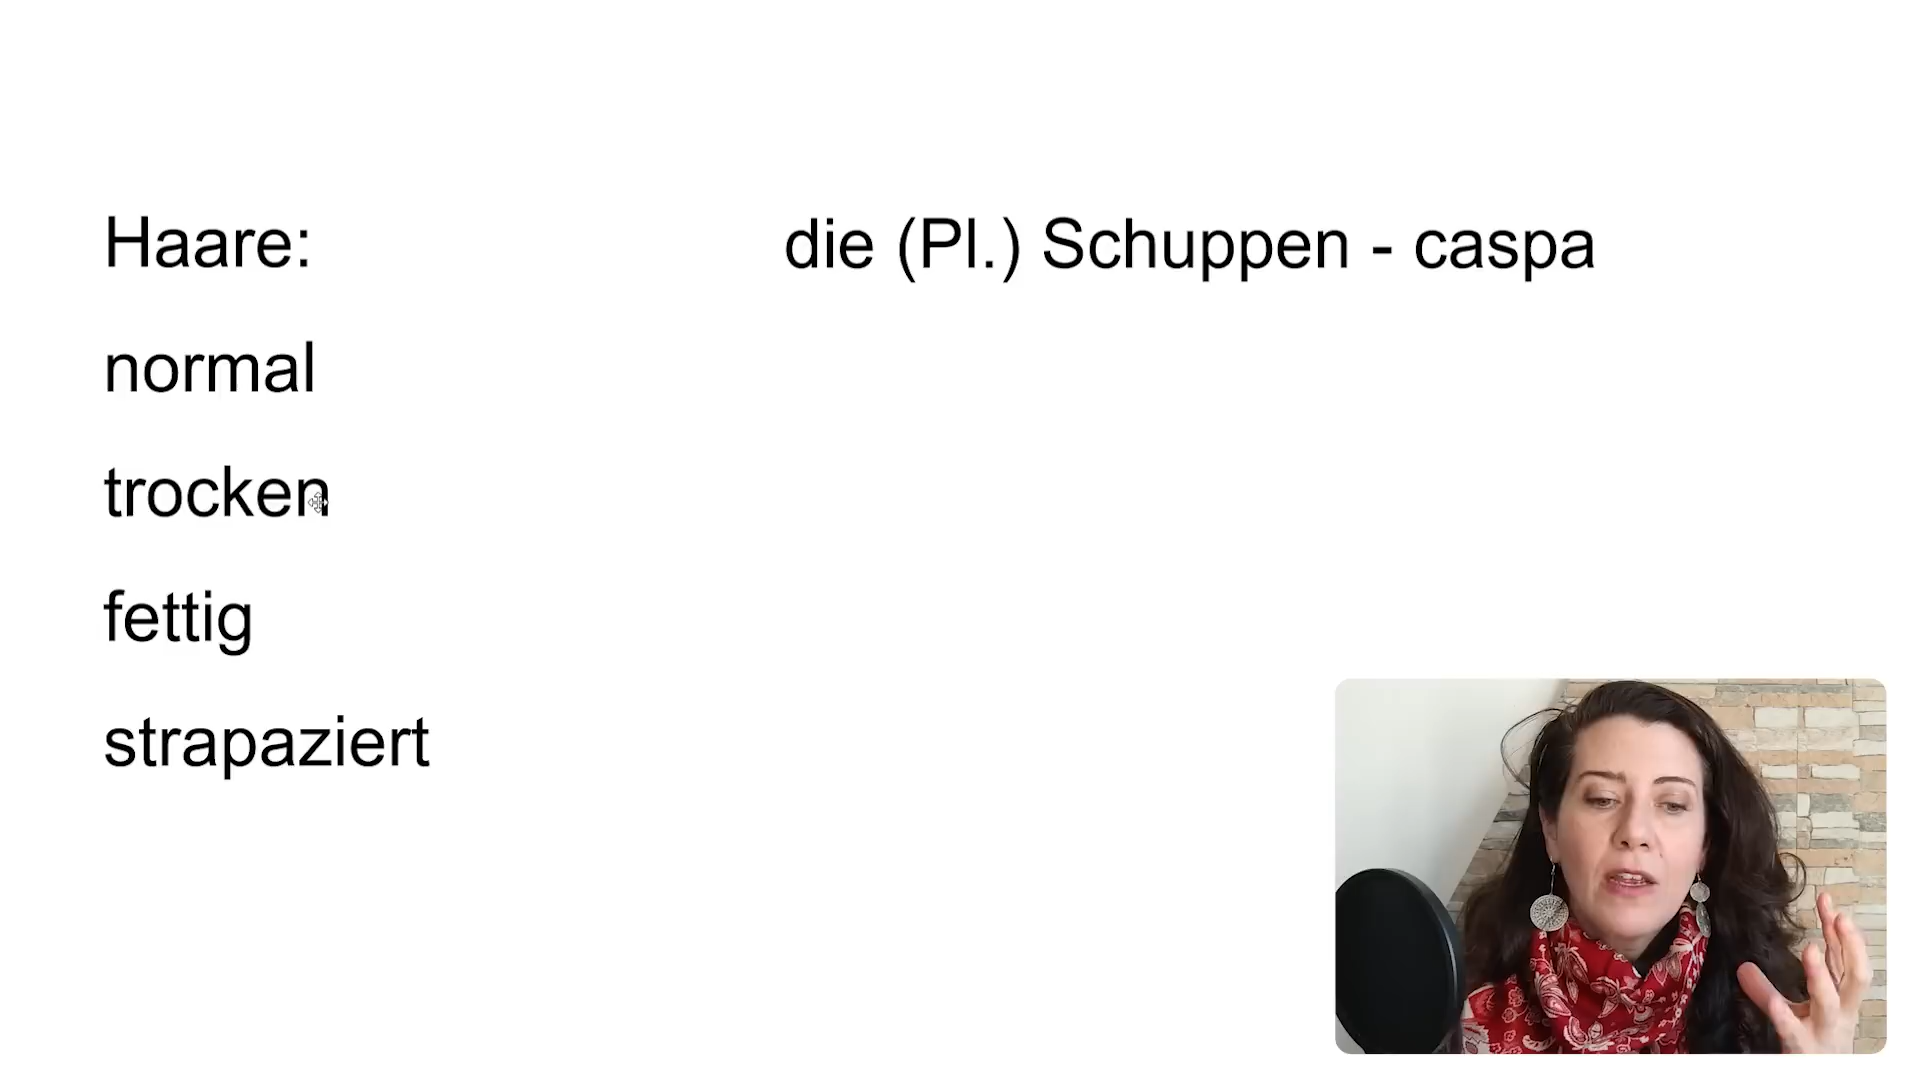 Haare:
die (Pl.) Schuppen - caspa
normal
trocken
fettig
strapaziert